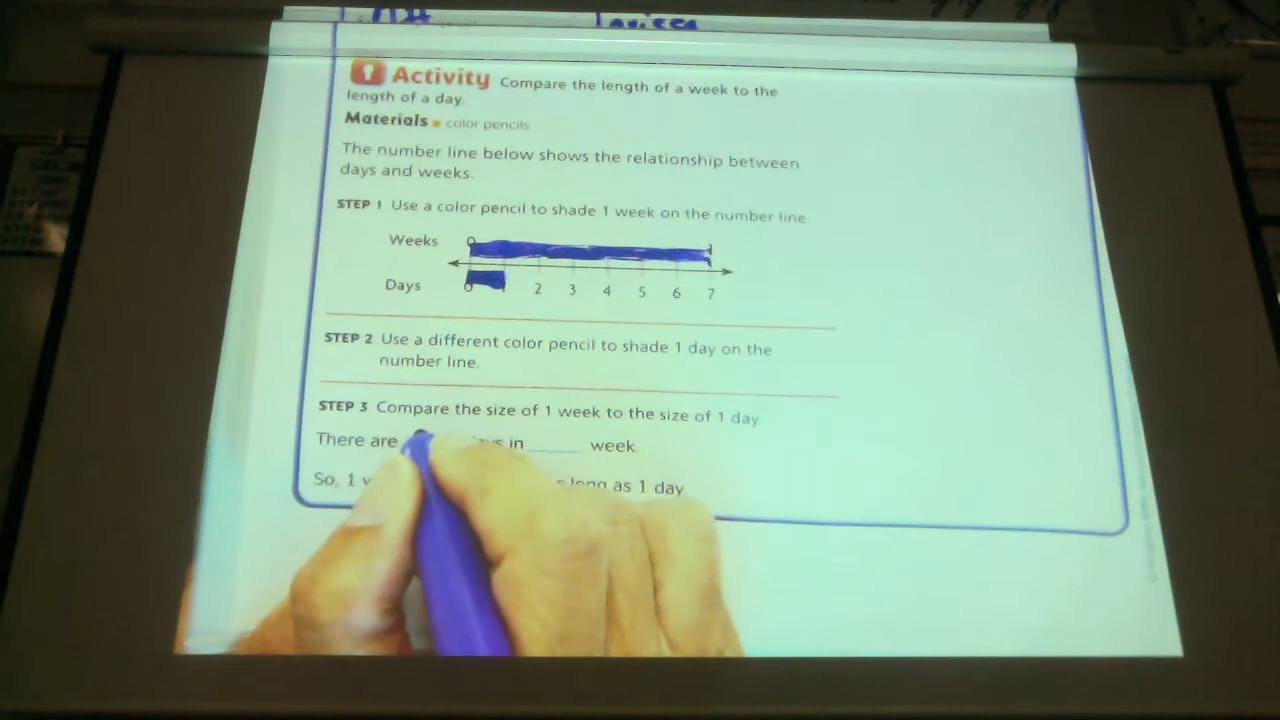 Activity Compare the length of a week to the
length of a day.
Materials ▪ color pencils
The number line below shows the relationship between
days and weeks.
STEP 1 Use a color pencil to shade 1 week on the number line
Weeks 0 1
Days 0 2 3 4 5 6 7
STEP 2 Use a different color pencil to shade 1 day on the
number line.
STEP 3 Compare the size of 1 week to the size of 1 day
There are in ____ week.
So, 1 long as 1 day